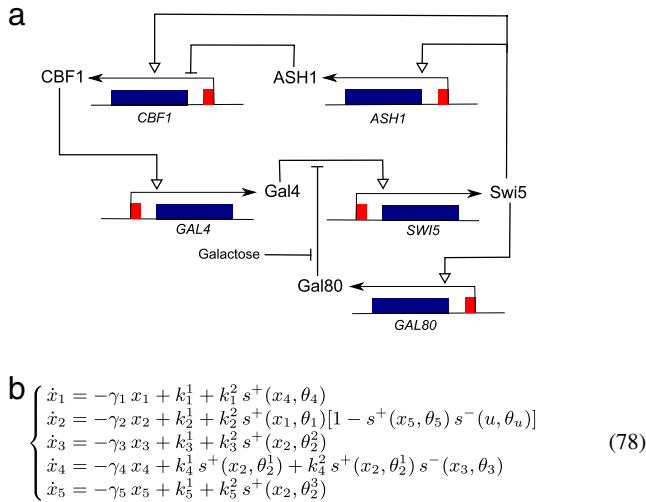 a
CBF1
ASH1
CBF1
ASH1
Gal4
Swi5
GAL4
SWI5
Galactose
Gal80
GAL80
b
ẋ₁ = −γ₁ x₁ + k₁¹ + k₁² s⁺(x₄, θ₄)
ẋ₂ = −γ₂ x₂ + k₂¹ + k₂² s⁺(x₁, θ₁)[1 − s⁺(x₅, θ₅) s⁻(u, θᵤ)]
ẋ₃ = −γ₃ x₃ + k₃¹ + k₃² s⁺(x₂, θ₂²)
ẋ₄ = −γ₄ x₄ + k₄¹ s⁺(x₂, θ₂¹) + k₄² s⁺(x₂, θ₂¹) s⁻(x₃, θ₃)
ẋ₅ = −γ₅ x₅ + k₅¹ + k₅² s⁺(x₂, θ₂³)
(78)